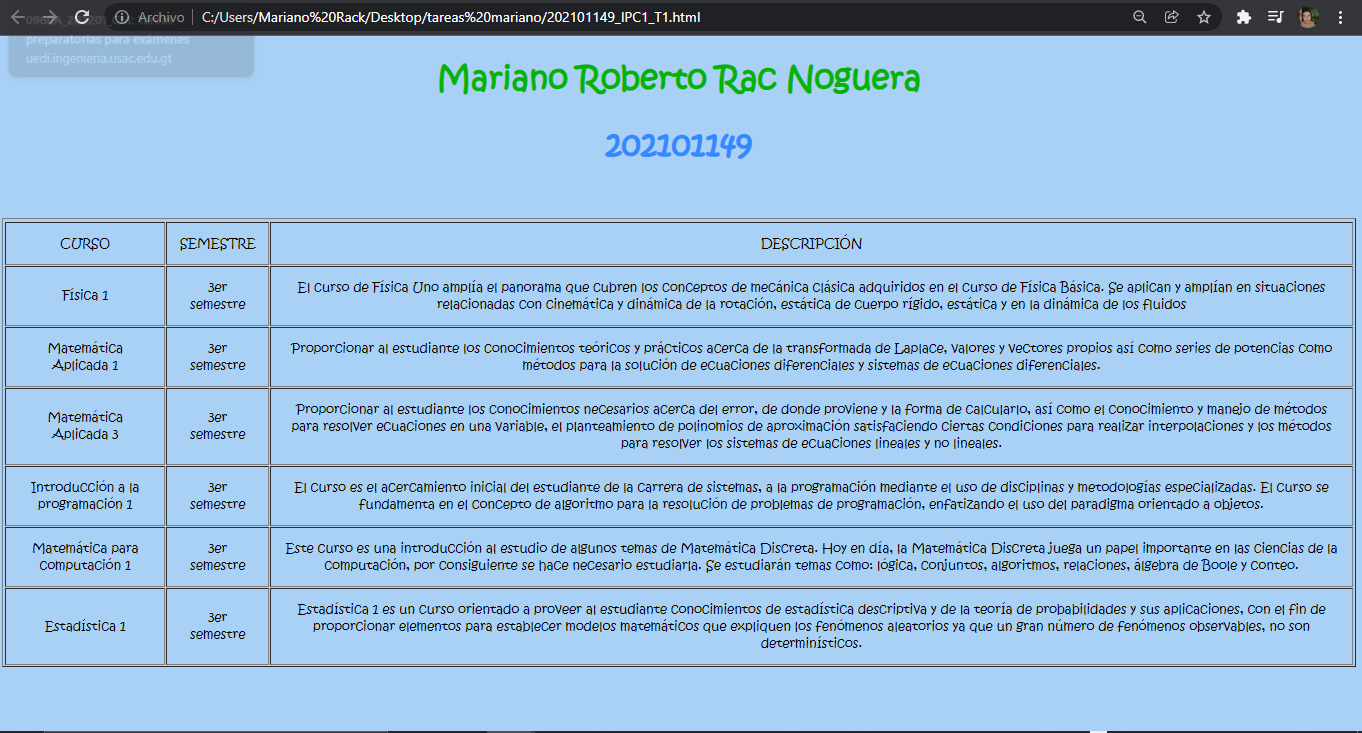 Archivo C:/Users/Mariano%20Rack/Desktop/tareas%20mariano/202101149_IPC1_T1.html
preparatorias para exámenes
uedi.ingenieria.usac.edu.gt
Mariano Roberto Rac Noguera
202101149
CURSO SEMESTRE DESCRIPCIÓN
Física 1
3er
semestre
El curso de Física Uno amplía el panorama que cubren los conceptos de mecánica clásica adquiridos en el curso de Física Básica. Se aplican y amplían en situaciones
relacionadas con cinemática y dinámica de la rotación, estática de cuerpo rígido, estática y en la dinámica de los fluidos
Matemática
Aplicada 1
3er
semestre
Proporcionar al estudiante los conocimientos teóricos y prácticos acerca de la transformada de Laplace, valores y vectores propios así como series de potencias como
métodos para la solución de ecuaciones diferenciales y sistemas de ecuaciones diferenciales.
Matemática
Aplicada 3
3er
semestre
Proporcionar al estudiante los conocimientos necesarios acerca del error, de donde proviene y la forma de calcularlo, así como el conocimiento y manejo de métodos
para resolver ecuaciones en una variable, el planteamiento de polinomios de aproximación satisfaciendo ciertas condiciones para realizar interpolaciones y los métodos
para resolver los sistemas de ecuaciones lineales y no lineales.
Introducción a la
programación 1
3er
semestre
El curso es el acercamiento inicial del estudiante de la carrera de sistemas, a la programación mediante el uso de disciplinas y metodologías especializadas. El curso se
fundamenta en el concepto de algoritmo para la resolución de problemas de programación, enfatizando el uso del paradigma orientado a objetos.
Matemática para
computación 1
3er
semestre
Este curso es una introducción al estudio de algunos temas de Matemática Discreta. Hoy en día, la Matemática Discreta juega un papel importante en las ciencias de la
computación, por consiguiente se hace necesario estudiarla. Se estudiarán temas como: lógica, conjuntos, algoritmos, relaciones, álgebra de Boole y conteo.
Estadística 1
3er
semestre
Estadística 1 es un curso orientado a proveer al estudiante conocimientos de estadística descriptiva y de la teoría de probabilidades y sus aplicaciones, con el fin de
proporcionar elementos para establecer modelos matemáticos que expliquen los fenómenos aleatorios ya que un gran número de fenómenos observables, no son
determinísticos.